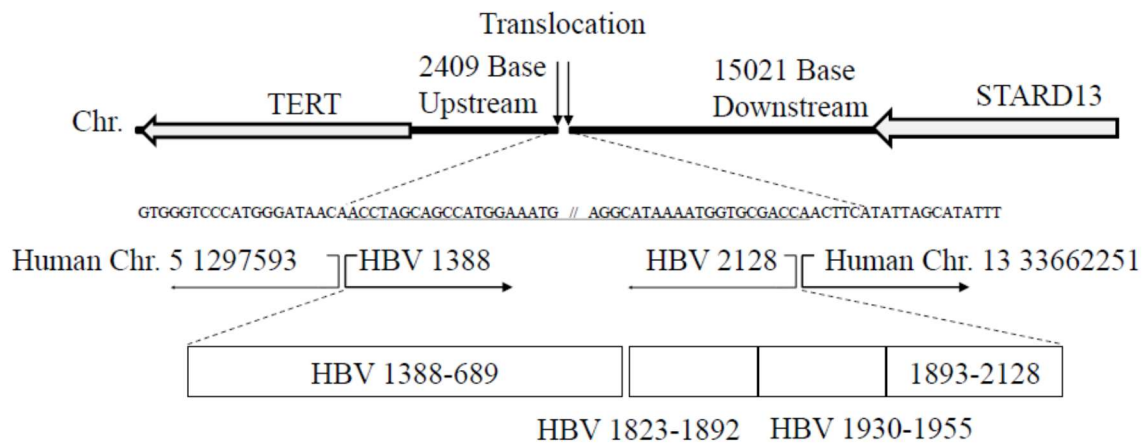 Translocation
2409 Base Upstream
15021 Base Downstream
Chr.
TERT
STARD13
GTGGGTCCCATGGGATAACAACCTAGCAGCCATGGAAATG // AGGCATAAAATGGTGCGACCAACTTCATATTAGCATATTT
Human Chr. 5 1297593
HBV 1388
HBV 2128
Human Chr. 13 33662251
HBV 1388-689
1893-2128
HBV 1823-1892
HBV 1930-1955